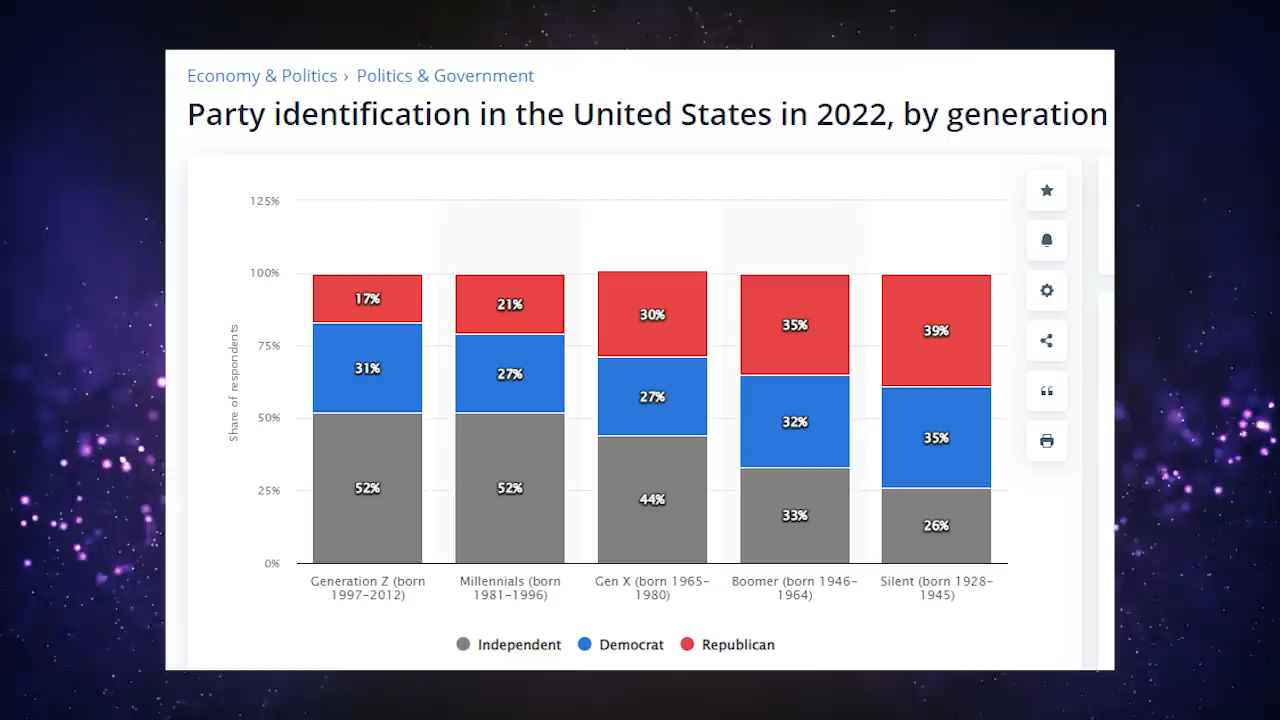 Economy & Politics › Politics & Government
Party identification in the United States in 2022, by generation
125%
100%
75%
50%
25%
0%
Share of respondents
17%
31%
52%
21%
27%
52%
30%
27%
44%
35%
32%
33%
39%
35%
26%
Generation Z (born
1997–2012)
Millennials (born
1981–1996)
Gen X (born 1965–
1980)
Boomer (born 1946–
1964)
Silent (born 1928–
1945)
Independent Democrat Republican